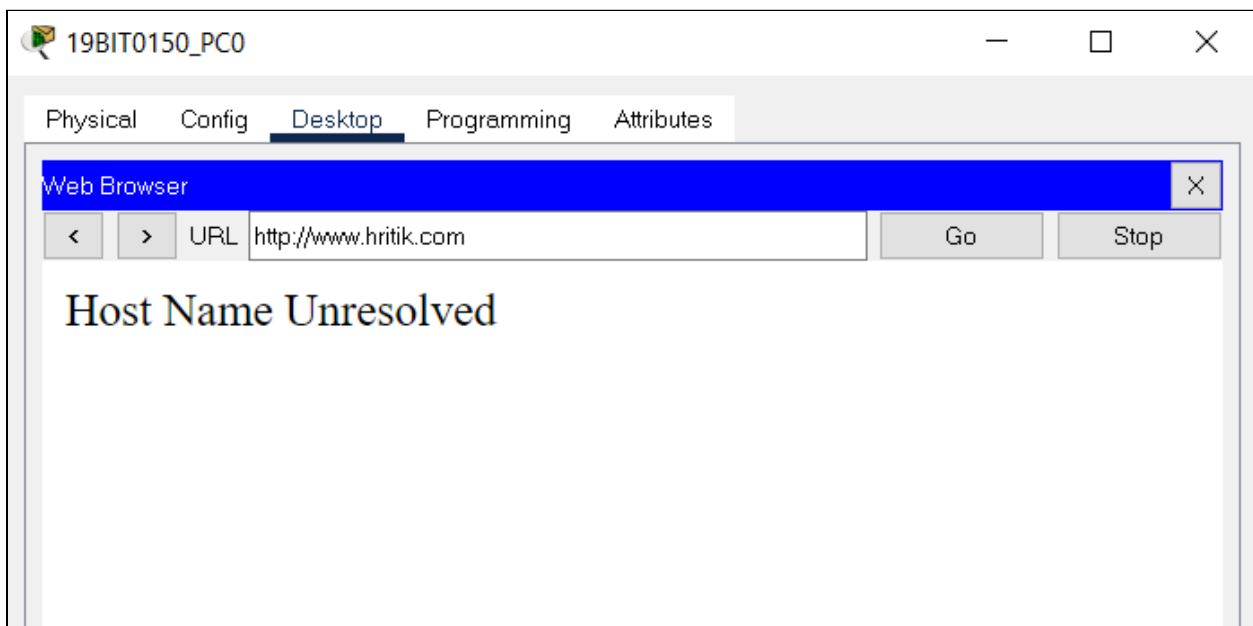 19BIT0150_PC0
Physical Config Desktop Programming Attributes
Web Browser X
< > URL http://www.hritik.com Go Stop
Host Name Unresolved